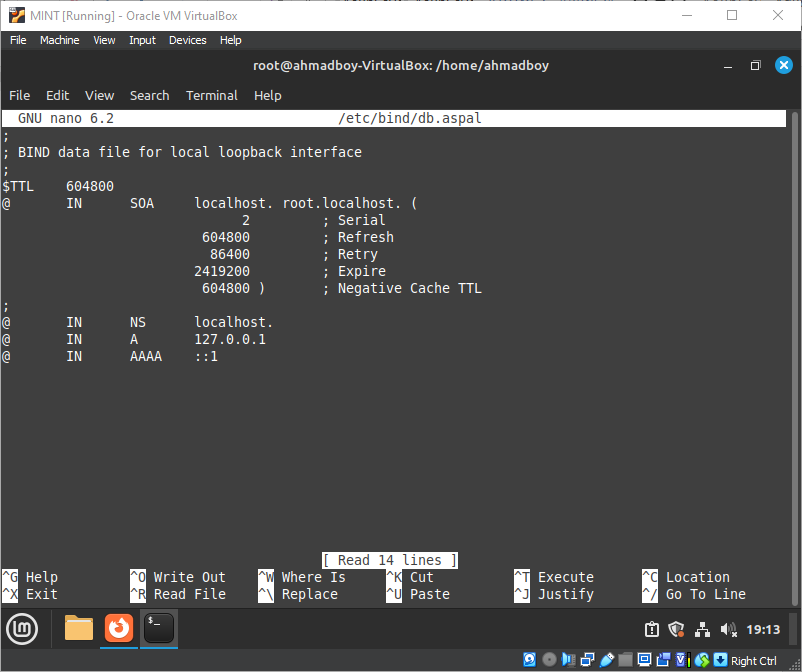 MINT [Running] - Oracle VM VirtualBox
File Machine View Input Devices Help
root@ahmadboy-VirtualBox: /home/ahmadboy
File Edit View Search Terminal Help
GNU nano 6.2 /etc/bind/db.aspal
;
; BIND data file for local loopback interface
;
$TTL 604800
@ IN SOA localhost. root.localhost. (
2 ; Serial
604800 ; Refresh
86400 ; Retry
2419200 ; Expire
604800 ) ; Negative Cache TTL
;
@ IN NS localhost.
@ IN A 127.0.0.1
@ IN AAAA ::1
[ Read 14 lines ]
^G Help ^O Write Out ^W Where Is ^K Cut ^T Execute ^C Location
^X Exit ^R Read File ^\ Replace ^U Paste ^J Justify ^/ Go To Line
lm $_ 19:13
Right Ctrl